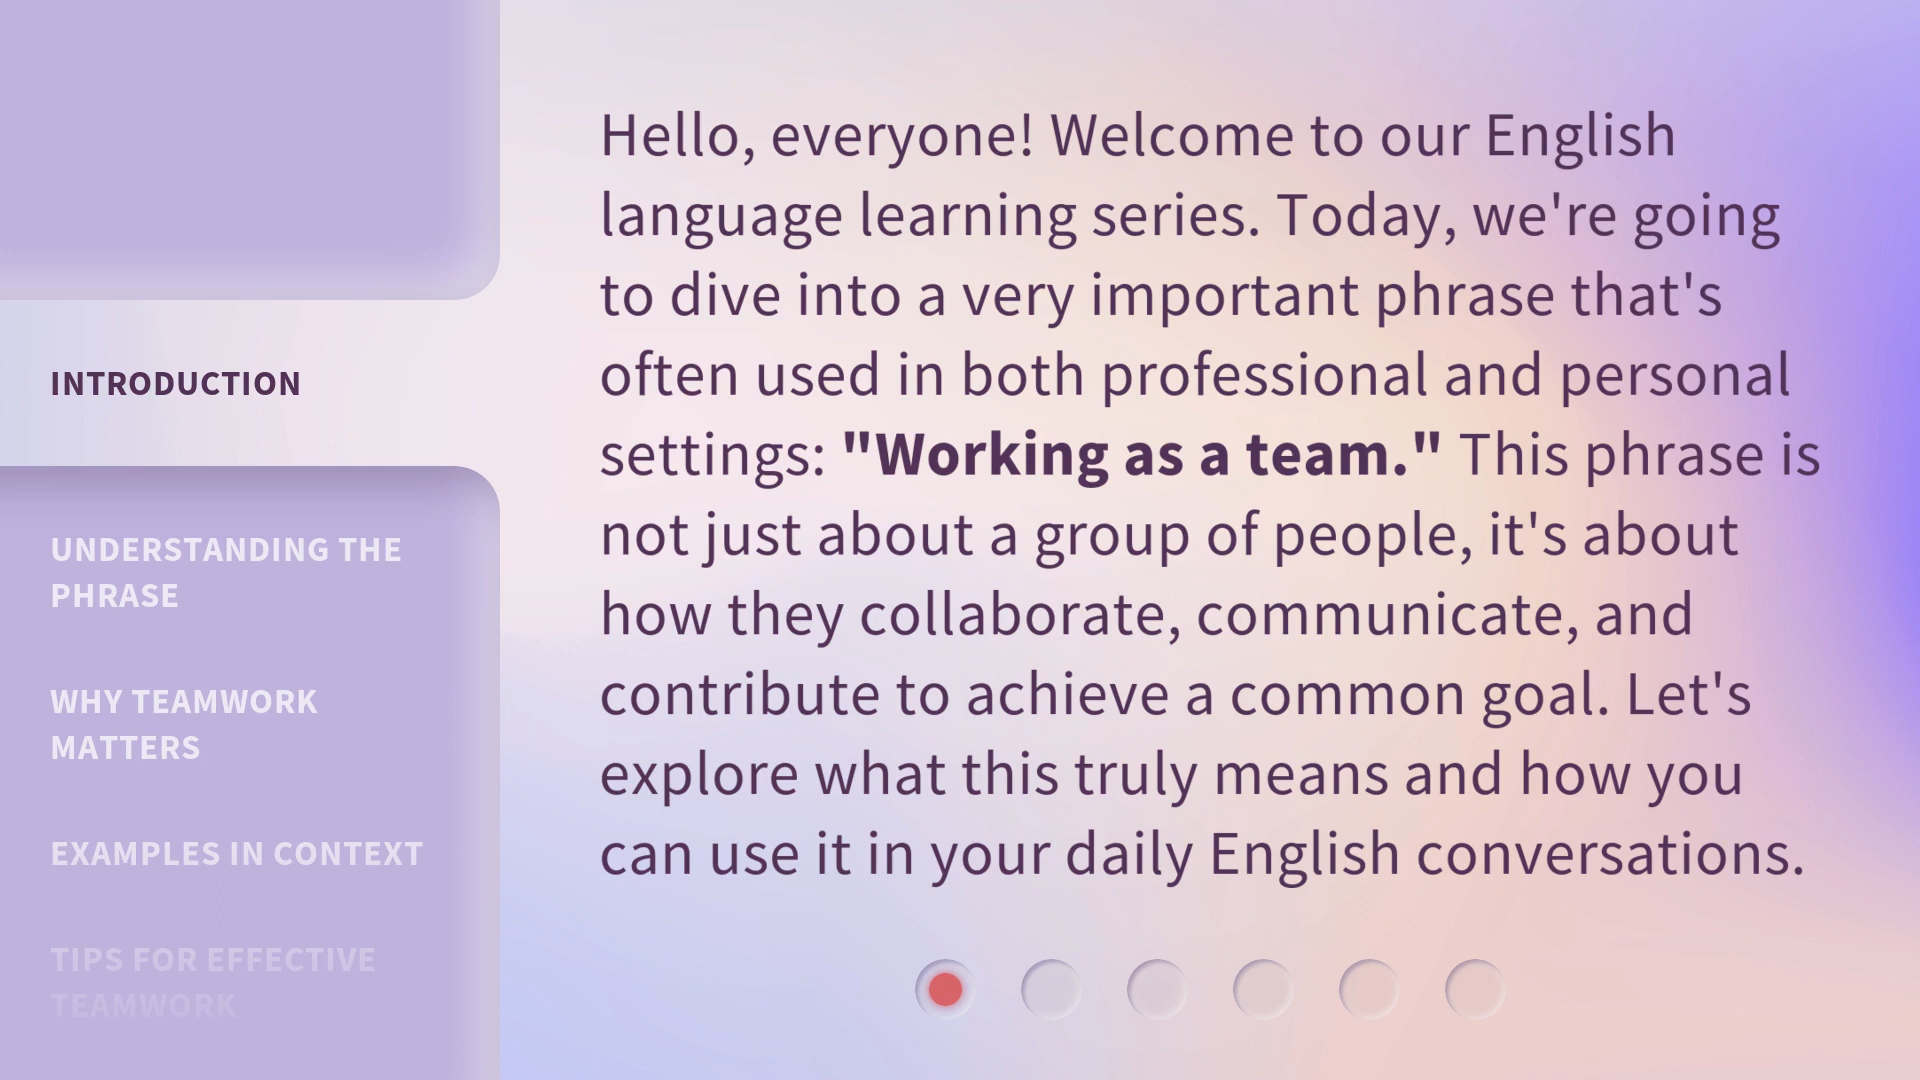 INTRODUCTION
UNDERSTANDING THE
PHRASE
WHY TEAMWORK
MATTERS
EXAMPLES IN CONTEXT
TIPS FOR EFFECTIVE
TEAMWORK
Hello, everyone! Welcome to our English
language learning series. Today, we're going
to dive into a very important phrase that's
often used in both professional and personal
settings: "Working as a team." This phrase is
not just about a group of people, it's about
how they collaborate, communicate, and
contribute to achieve a common goal. Let's
explore what this truly means and how you
can use it in your daily English conversations.